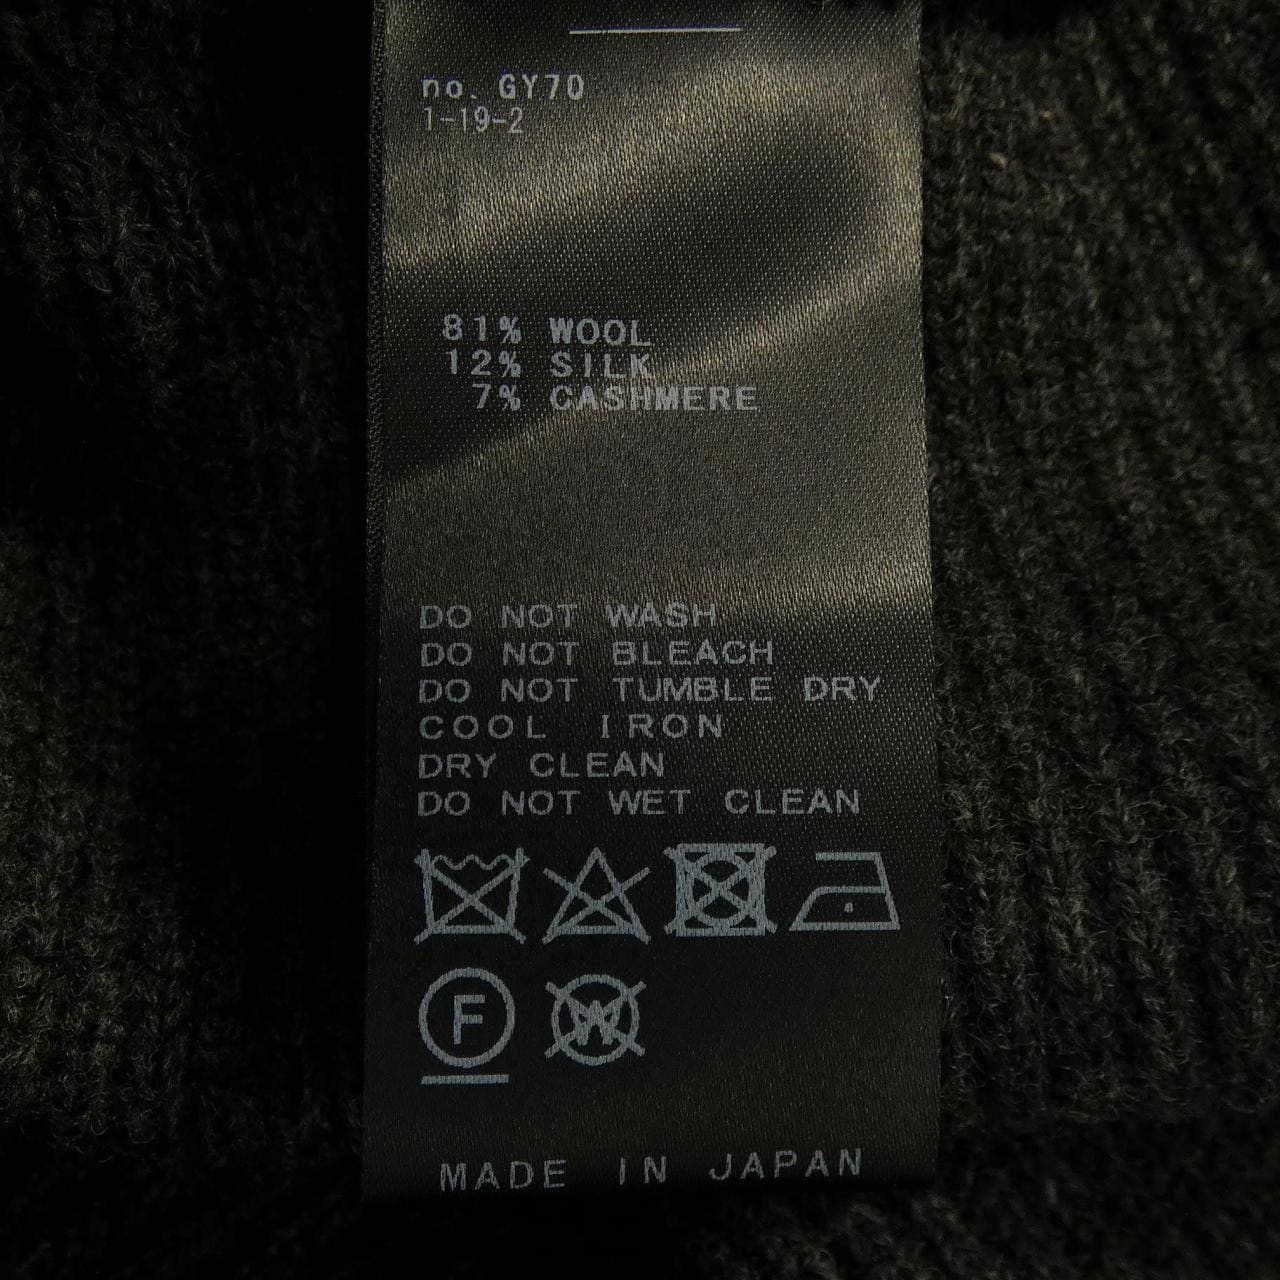 no. GY70
1-19-2
81% WOOL
12% SILK
7% CASHMERE
DO NOT WASH
DO NOT BLEACH
DO NOT TUMBLE DRY
COOL IRON
DRY CLEAN
DO NOT WET CLEAN
F W
MADE IN JAPAN